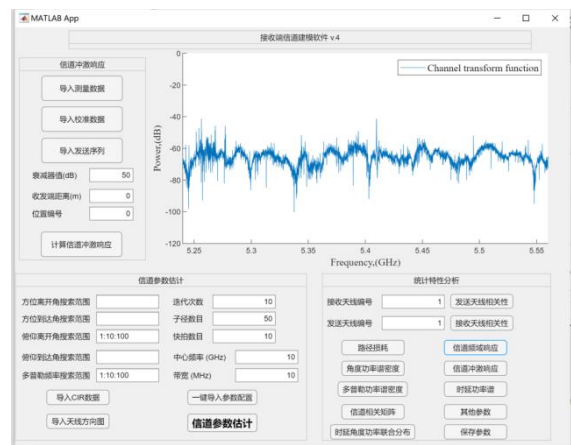 MATLAB App
接收端信道建模软件 v.4
信道冲激响应
导入测量数据
导入校准数据
导入发送序列
衰减器值(dB) 50
收发端距离(m) 0
位置编号 0
计算信道冲激响应
Channel transform function
Power,(dB)
0
-20
-40
-60
-80
-100
-120
5.25 5.3 5.35 5.4 5.45 5.5 5.55
Frequency,(GHz)
信道参数估计
方位离开角搜索范围 迭代次数 10
方位到达角搜索范围 子径数目 50
俯仰离开角搜索范围 1:10:100 快拍数目 10
俯仰到达角搜索范围 中心频率 (GHz) 10
多普勒频率搜索范围 1:10:100 带宽 (MHz) 10
导入CIR数据 一键导入参数配置
导入天线方向图 信道参数估计
统计特性分析
接收天线编号 1 发送天线相关性
发送天线编号 1 接收天线相关性
路径损耗 信道频域响应
角度功率谱密度 信道冲激响应
多普勒功率谱密度 时延功率谱
信道相关矩阵 其他参数
时延角度功率联合分布 保存参数